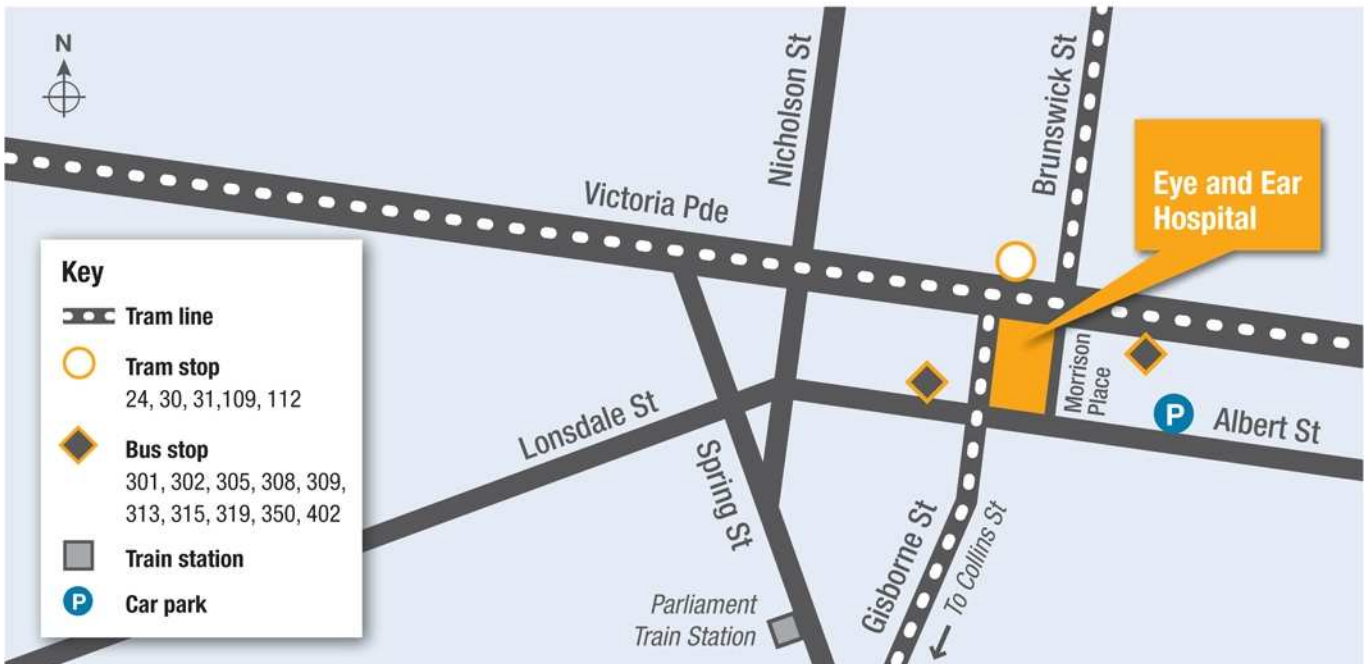 N
Nicholson St
Brunswick St
Victoria Pde
Eye and Ear
Hospital
Key
Tram line
Tram stop
24, 30, 31,109, 112
Bus stop
301, 302, 305, 308, 309,
313, 315, 319, 350, 402
Train station
P Car park
Lonsdale St
Spring St
Morrison
Place
P
Albert St
Gisborne St
To Collins St
Parliament
Train Station